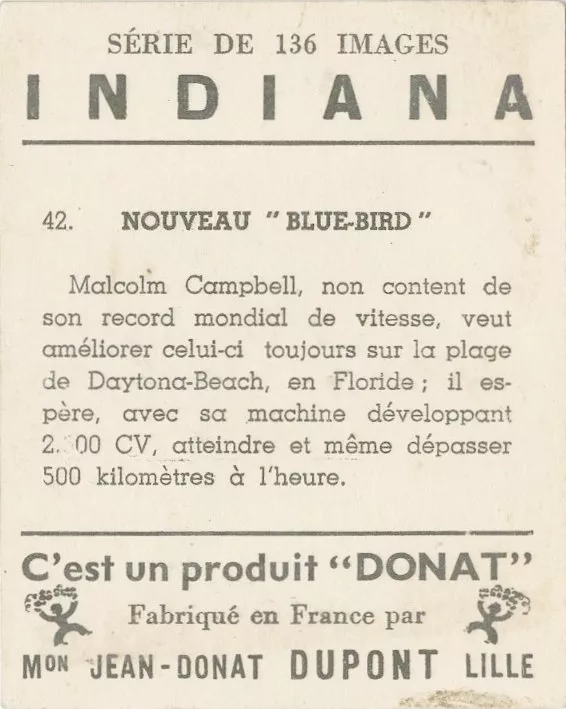 SÉRIE DE 136 IMAGES
INDIANA
42. NOUVEAU "BLUE-BIRD"
Malcolm Campbell, non content de
son record mondial de vitesse, veut
améliorer celui-ci toujours sur la plage
de Daytona-Beach, en Floride ; il es-
père, avec sa machine développant
2. 00 CV, atteindre et même dépasser
500 kilomètres à l'heure.
C'est un produit “DONAT”
Fabriqué en France par
MON JEAN-DONAT DUPONT LILLE